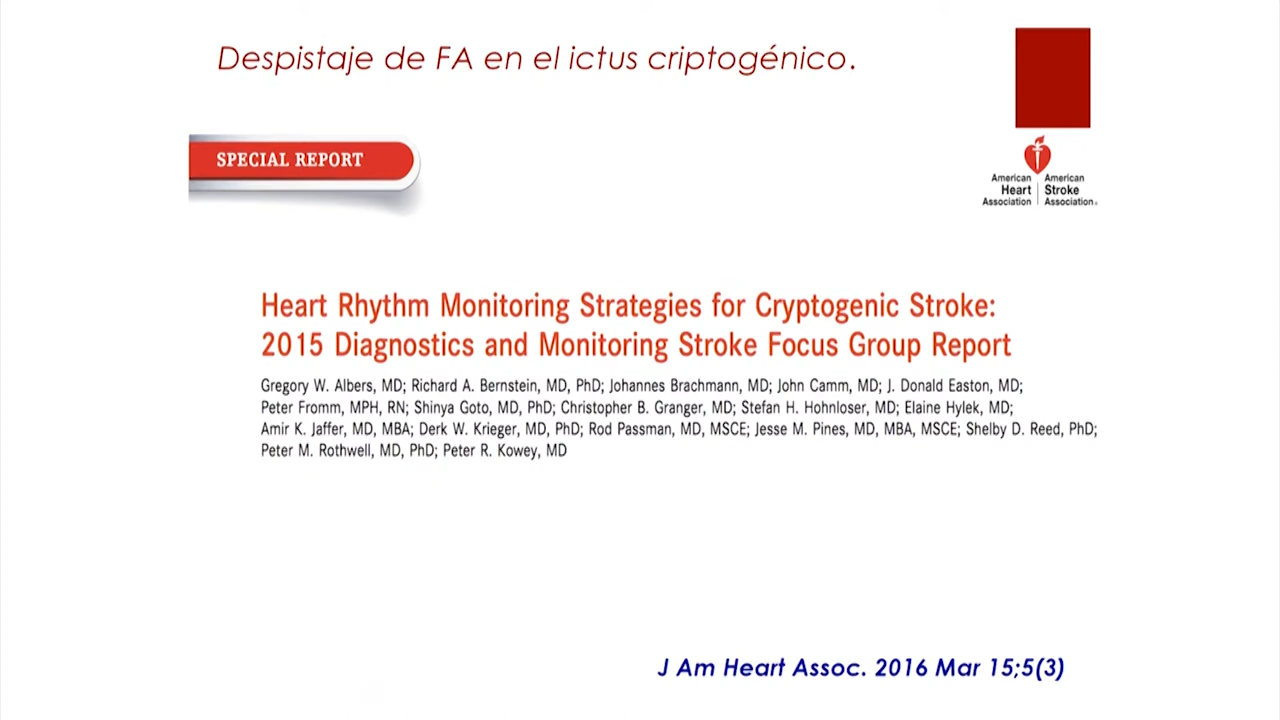 Despistaje de FA en el ictus criptogénico.
SPECIAL REPORT
American Heart Association
American Stroke Association®
Heart Rhythm Monitoring Strategies for Cryptogenic Stroke:
2015 Diagnostics and Monitoring Stroke Focus Group Report
Gregory W. Albers, MD; Richard A. Bernstein, MD, PhD; Johannes Brachmann, MD; John Camm, MD; J. Donald Easton, MD;
Peter Fromm, MPH, RN; Shinya Goto, MD, PhD; Christopher B. Granger, MD; Stefan H. Hohnloser, MD; Elaine Hylek, MD;
Amir K. Jaffer, MD, MBA; Derk W. Krieger, MD, PhD; Rod Passman, MD, MSCE; Jesse M. Pines, MD, MBA, MSCE; Shelby D. Reed, PhD;
Peter M. Rothwell, MD, PhD; Peter R. Kowey, MD
J Am Heart Assoc. 2016 Mar 15;5(3)